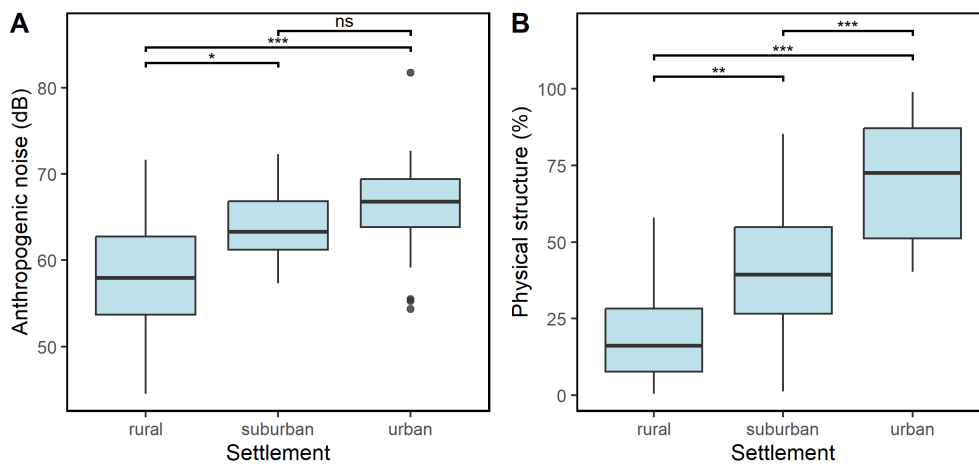 A
ns
***
*
Anthropogenic noise (dB)
80
70
60
50
rural
suburban
urban
Settlement
B
***
***
**
Physical structure (%)
100
75
50
25
0
rural
suburban
urban
Settlement